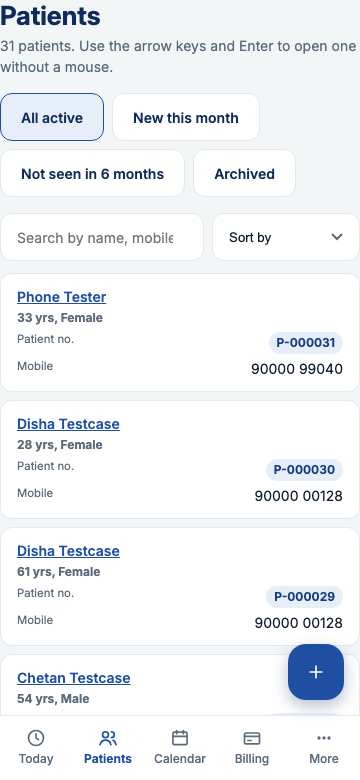 Patients
31 patients. Use the arrow keys and Enter to open one
without a mouse.
All active
New this month
Not seen in 6 months
Archived
Search by name, mobile
Sort by
Phone Tester
33 yrs, Female
Patient no.
P-000031
Mobile
90000 99040
Disha Testcase
28 yrs, Female
Patient no.
P-000030
Mobile
90000 00128
Disha Testcase
61 yrs, Female
Patient no.
P-000029
Mobile
90000 00128
Chetan Testcase
54 yrs, Male
+
Today
Patients
Calendar
Billing
More